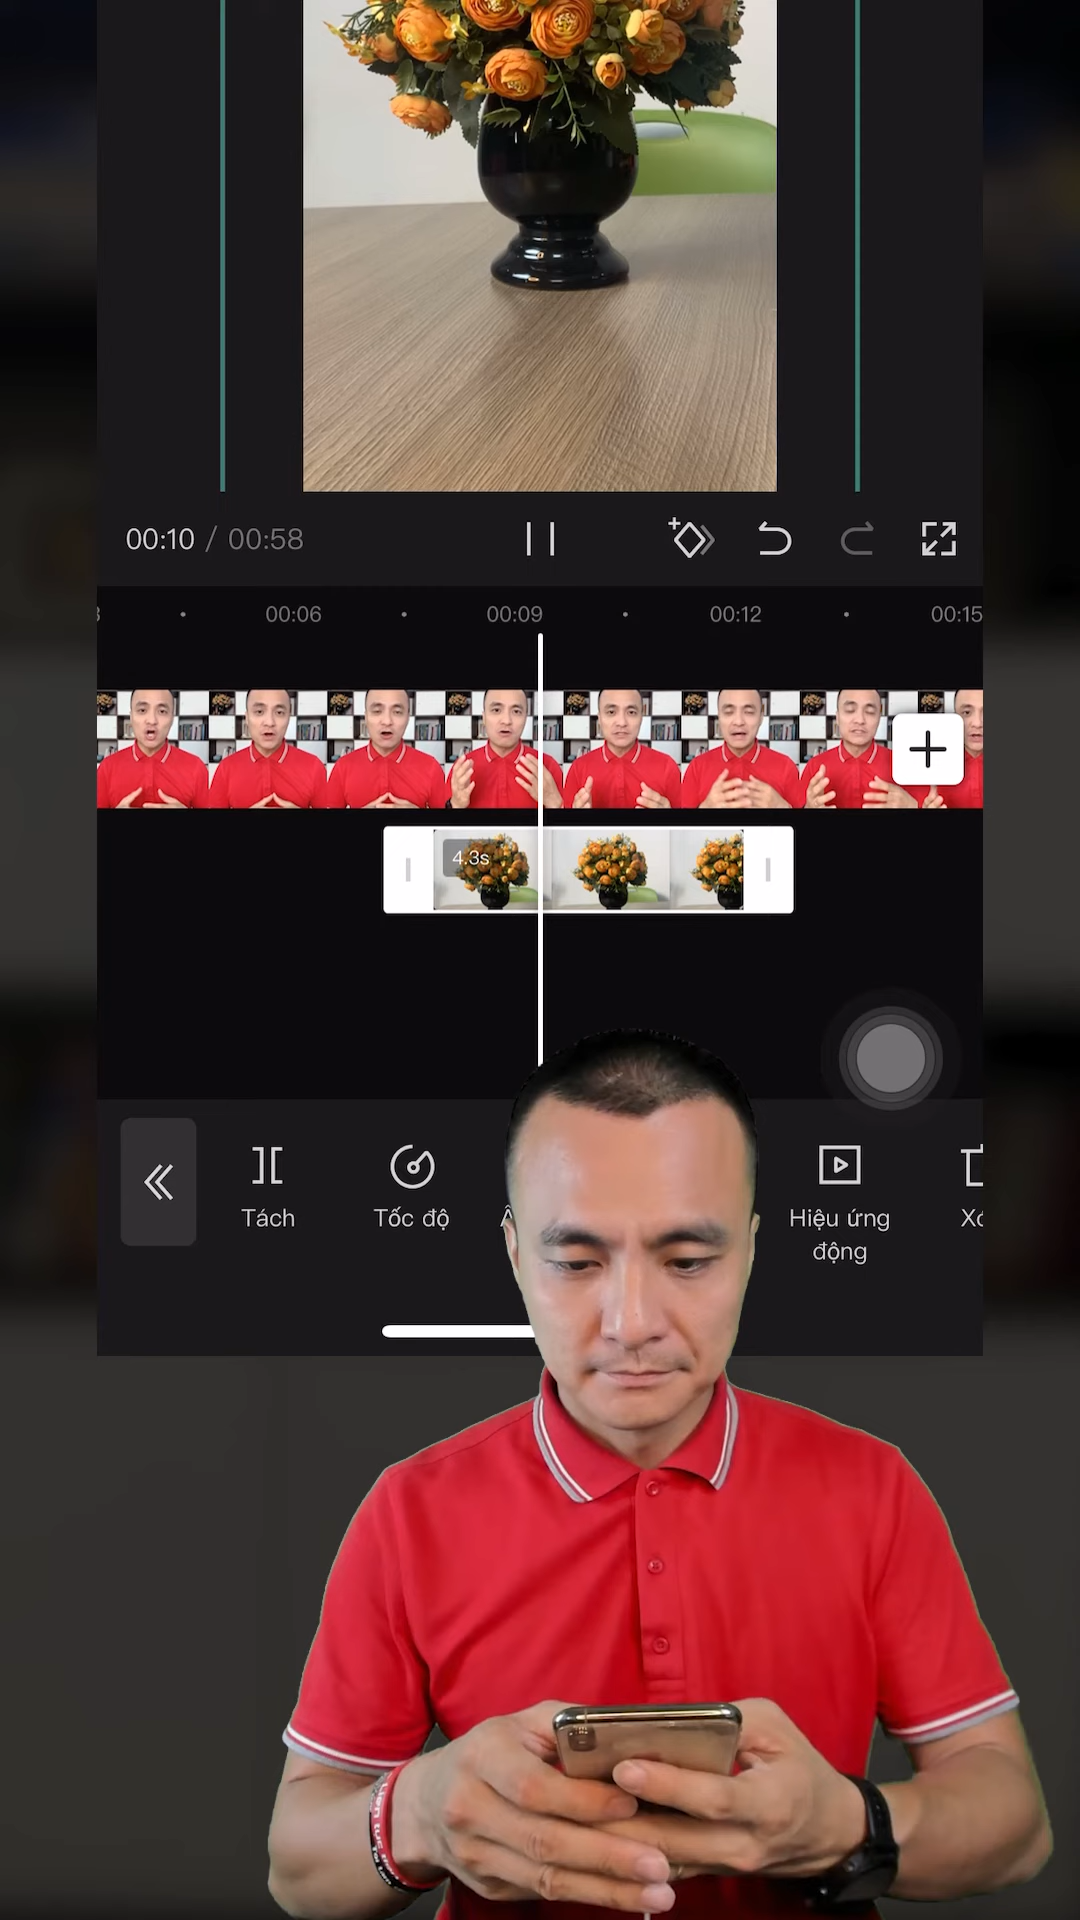 00:10 / 00:58
00:06 00:09 00:12 00:15
4.3s
Tách Tốc độ Hiệu ứng
động